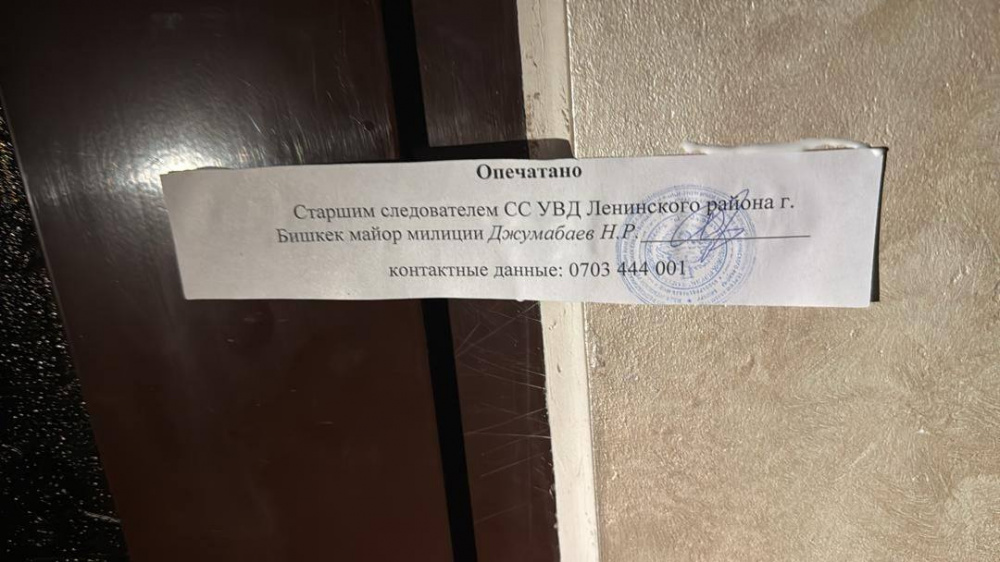 Опечатано
Старшим следователем СС УВД Ленинского района г.
Бишкек майор милиции Джумабаев Н.Р.
контактные данные: 0703 444 001